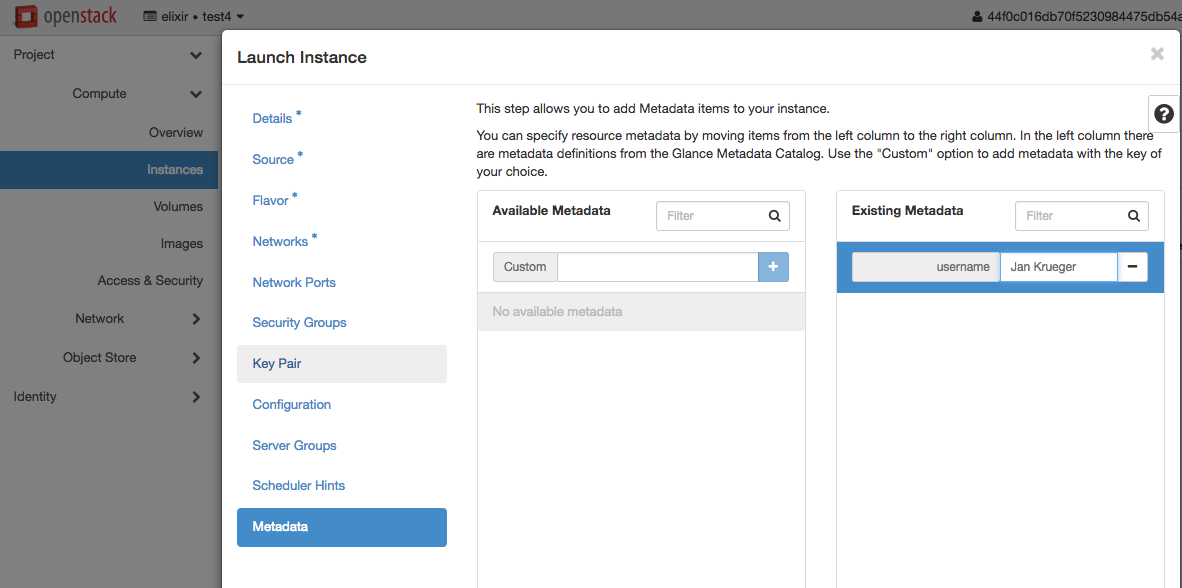 openstack
elixir • test4
44f0c016db70f5230984475db54a
Project
Compute
Overview
Instances
Volumes
Images
Access & Security
Network
Object Store
Identity
Launch Instance
Details *
Source *
Flavor *
Networks *
Network Ports
Security Groups
Key Pair
Configuration
Server Groups
Scheduler Hints
Metadata
This step allows you to add Metadata items to your instance.
You can specify resource metadata by moving items from the left column to the right column. In the left column there
are metadata definitions from the Glance Metadata Catalog. Use the "Custom" option to add metadata with the key of
your choice.
Available Metadata
Filter
Custom
+
No available metadata
Existing Metadata
Filter
username
Jan Krueger
−
×
?